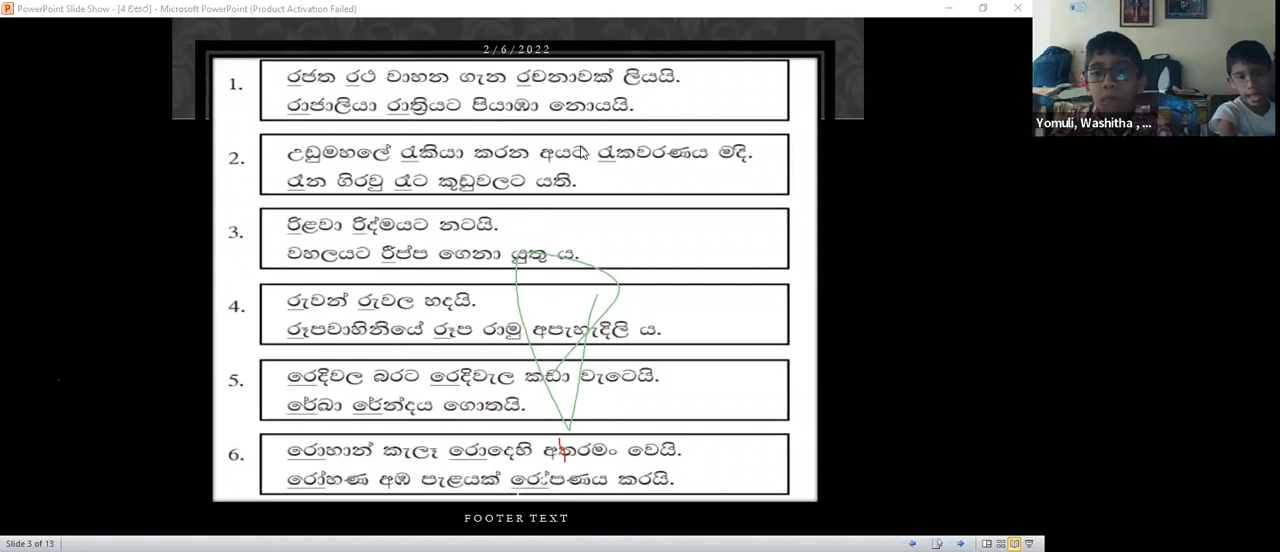 PowerPoint Slide Show - [4 වසර] - Microsoft PowerPoint (Product Activation Failed)
2/6/2022
1. රජත රථ වාහන ගැන රචනාවක් ලියයි.
රාජාලියා රාත්‍රියට පියාඹා නොයයි.
2. උඩුමහලේ රැකියා කරන අයට රැකවරණය මදි.
රෑන ගිරවු රෑට කූඩුවලට යති.
3. රිළවා රිද්මයට නටයි.
වහලයට රීප්ප ගෙනා යුතු ය.
4. රුවන් රුවල හදයි.
රූපවාහිනියේ රූප රාමු අපැහැදිලි ය.
5. රෙදිවල බරට රෙදිවැල කඩා වැටෙයි.
රේඛා රේන්දය ගොතයි.
6. රොහාන් කැලෑ රොදෙහි අතරමං වෙයි.
රෝහණ අඹ පැළයක් රෝපණය කරයි.
FOOTER TEXT
Slide 3 of 13
Yomuli, Washitha , ...